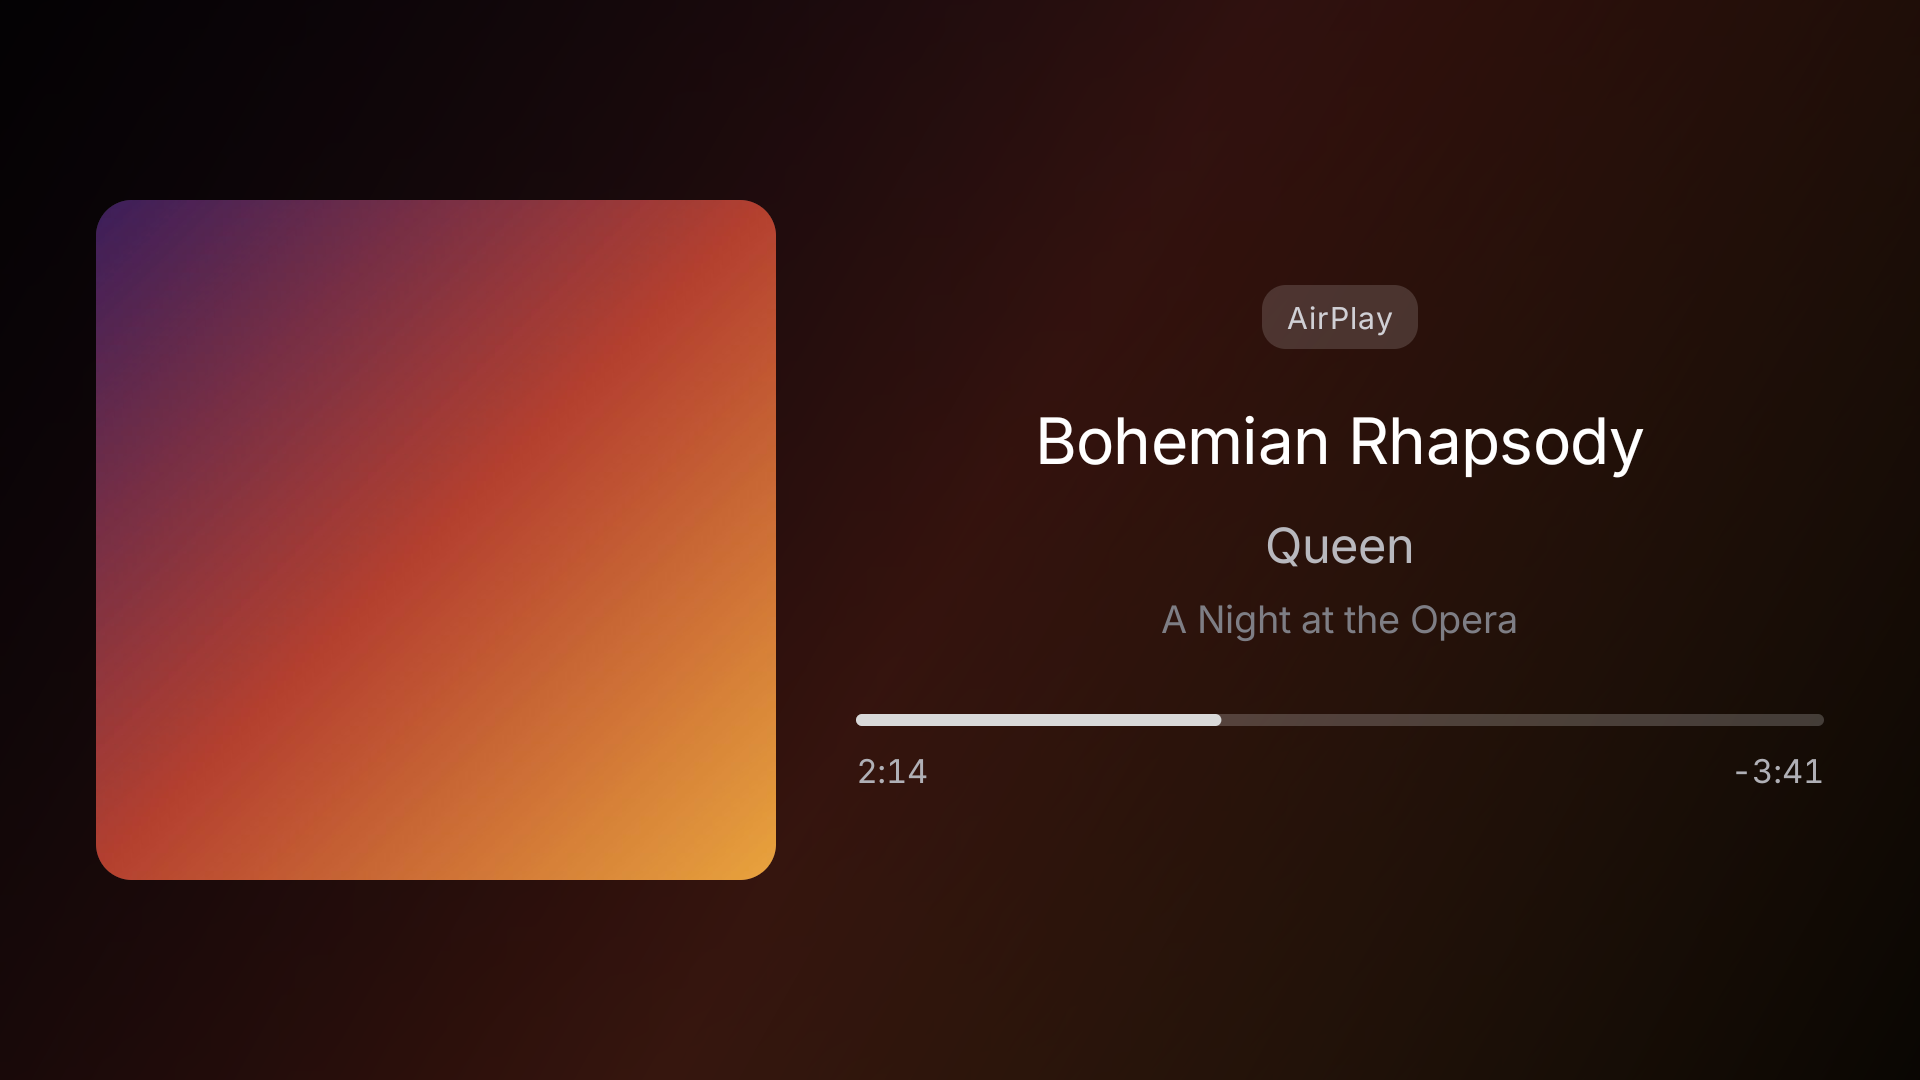 AirPlay
Bohemian Rhapsody
Queen
A Night at the Opera
2:14
-3:41